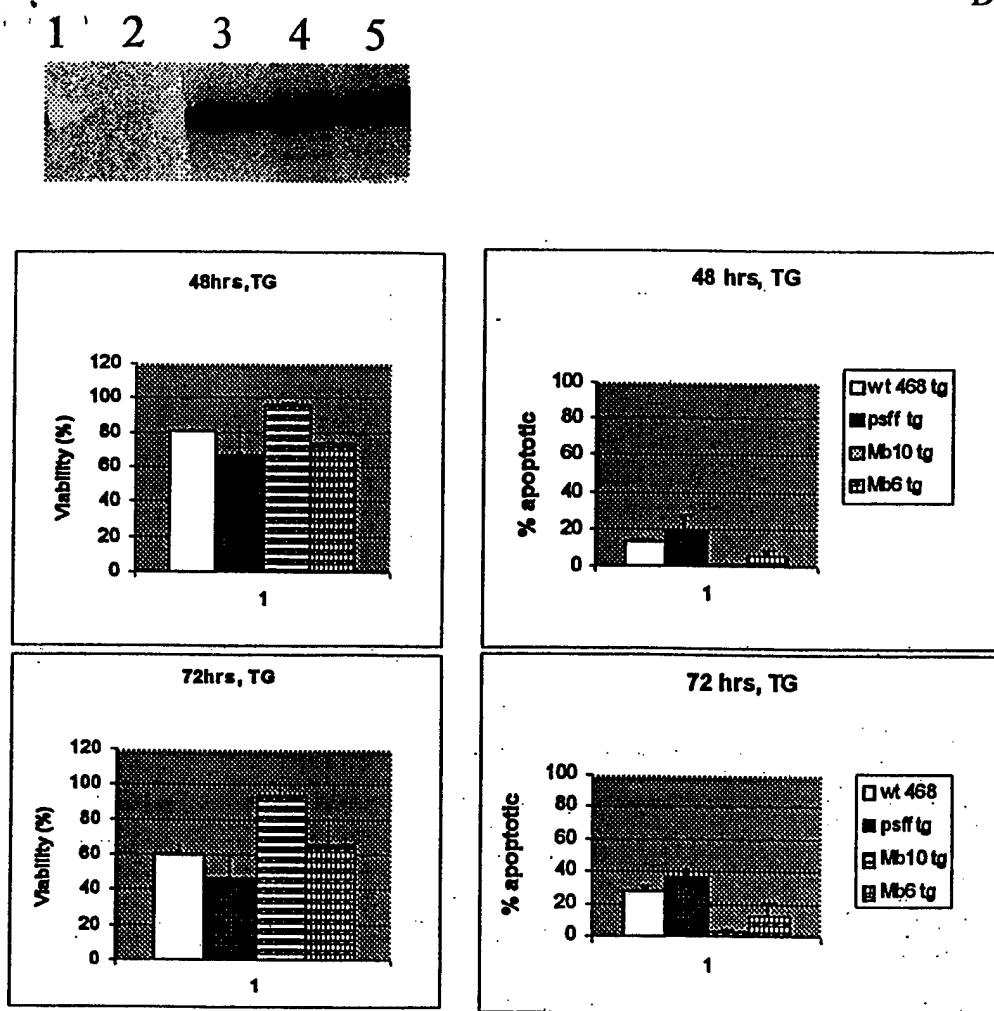 1 2 3 4 5
48hrs,TG
Viability (%)
120
100
80
60
40
20
0
1
48 hrs, TG
% apoptotic
100
80
60
40
20
0
1
wt 468 tg
psff tg
Mb10 tg
Mb6 tg
72hrs, TG
Viability (%)
120
100
80
60
40
20
0
1
72 hrs, TG
% apoptotic
100
80
60
40
20
0
1
wt 468
psff tg
Mb10 tg
Mb6 tg